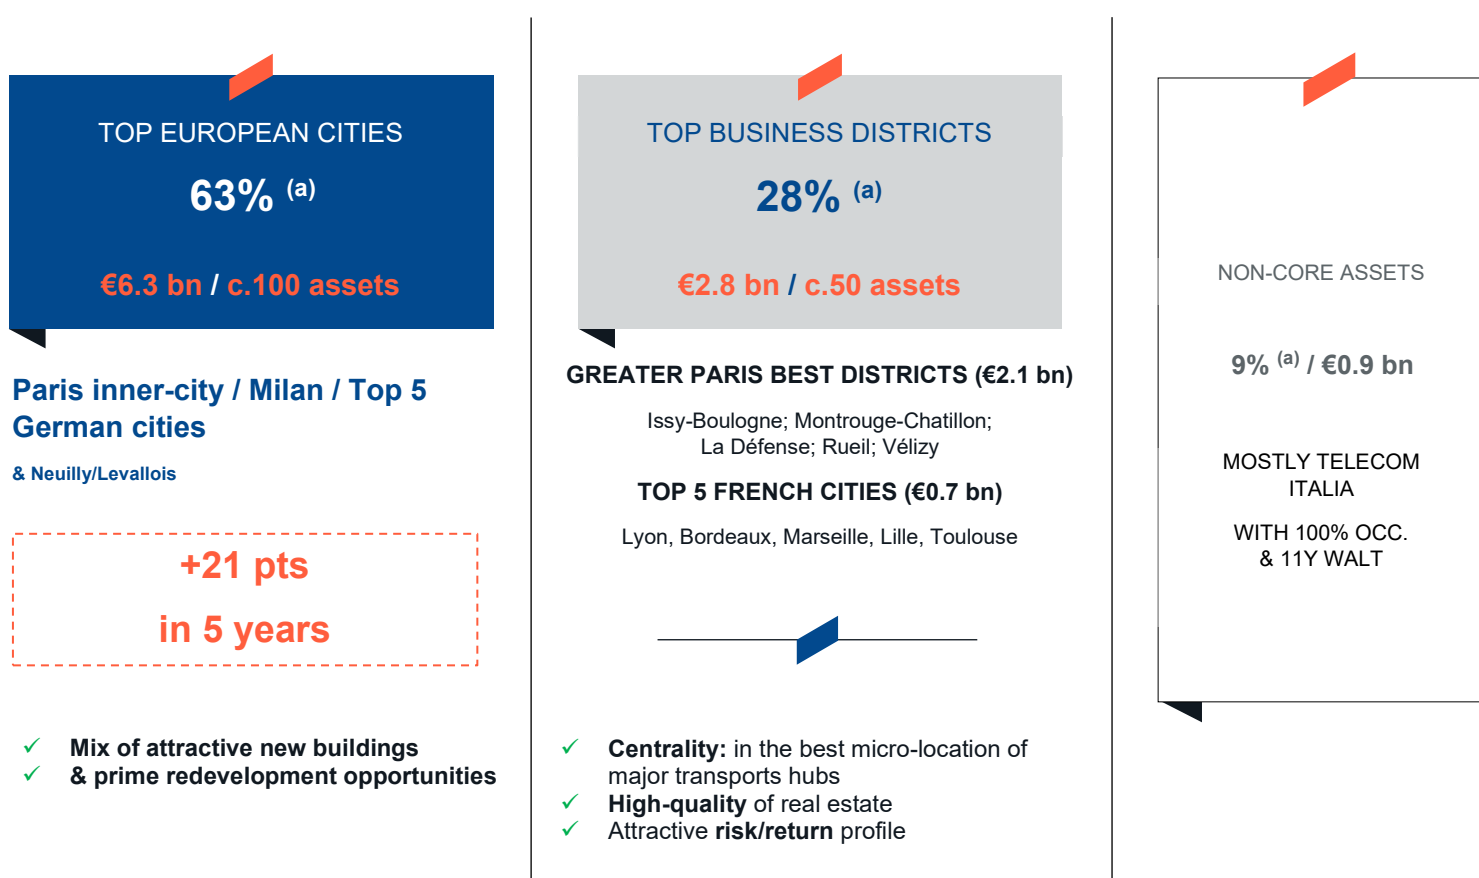 TOP EUROPEAN CITIES
63% (a)
€6.3 bn / c.100 assets
Paris inner-city / Milan / Top 5
German cities
& Neuilly/Levallois
+21 pts
in 5 years
✓ Mix of attractive new buildings
✓ & prime redevelopment opportunities
TOP BUSINESS DISTRICTS
28% (a)
€2.8 bn / c.50 assets
GREATER PARIS BEST DISTRICTS (€2.1 bn)
Issy-Boulogne; Montrouge-Chatillon;
La Défense; Rueil; Vélizy
TOP 5 FRENCH CITIES (€0.7 bn)
Lyon, Bordeaux, Marseille, Lille, Toulouse
✓ Centrality: in the best micro-location of
major transports hubs
✓ High-quality of real estate
✓ Attractive risk/return profile
NON-CORE ASSETS
9% (a) / €0.9 bn
MOSTLY TELECOM
ITALIA
WITH 100% OCC.
& 11Y WALT